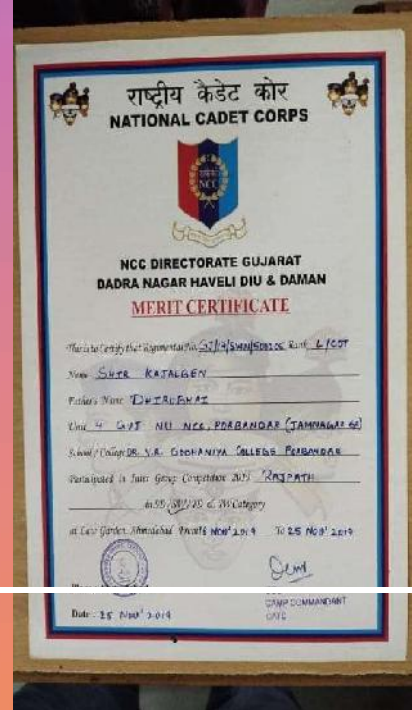 राष्ट्रीय कैडेट कोर
NATIONAL CADET CORPS
NCC
NCC DIRECTORATE GUJARAT
DADRA NAGAR HAVELI DIU & DAMAN
MERIT CERTIFICATE
This is to Certify that Regimental No. Rank L/CDT
Name SHIR KAJALBEN
Father's Name DHIRUBHAI
Unit 4 GUJ NU NCC, PORBANDAR (JAMNAGAR GP)
School / College DR. V.R. GODHANIYA COLLEGE PORBANDAR
Participated in Inter Group Competition 2019 RAJPATH
in SD/SW/JD & JW Category
at Law Garden, Ahmedabad From 16 NOV' 2019 To 25 NOV' 2019
CAMP COMMANDANT
CATC
Date : 25 NOV' 2019